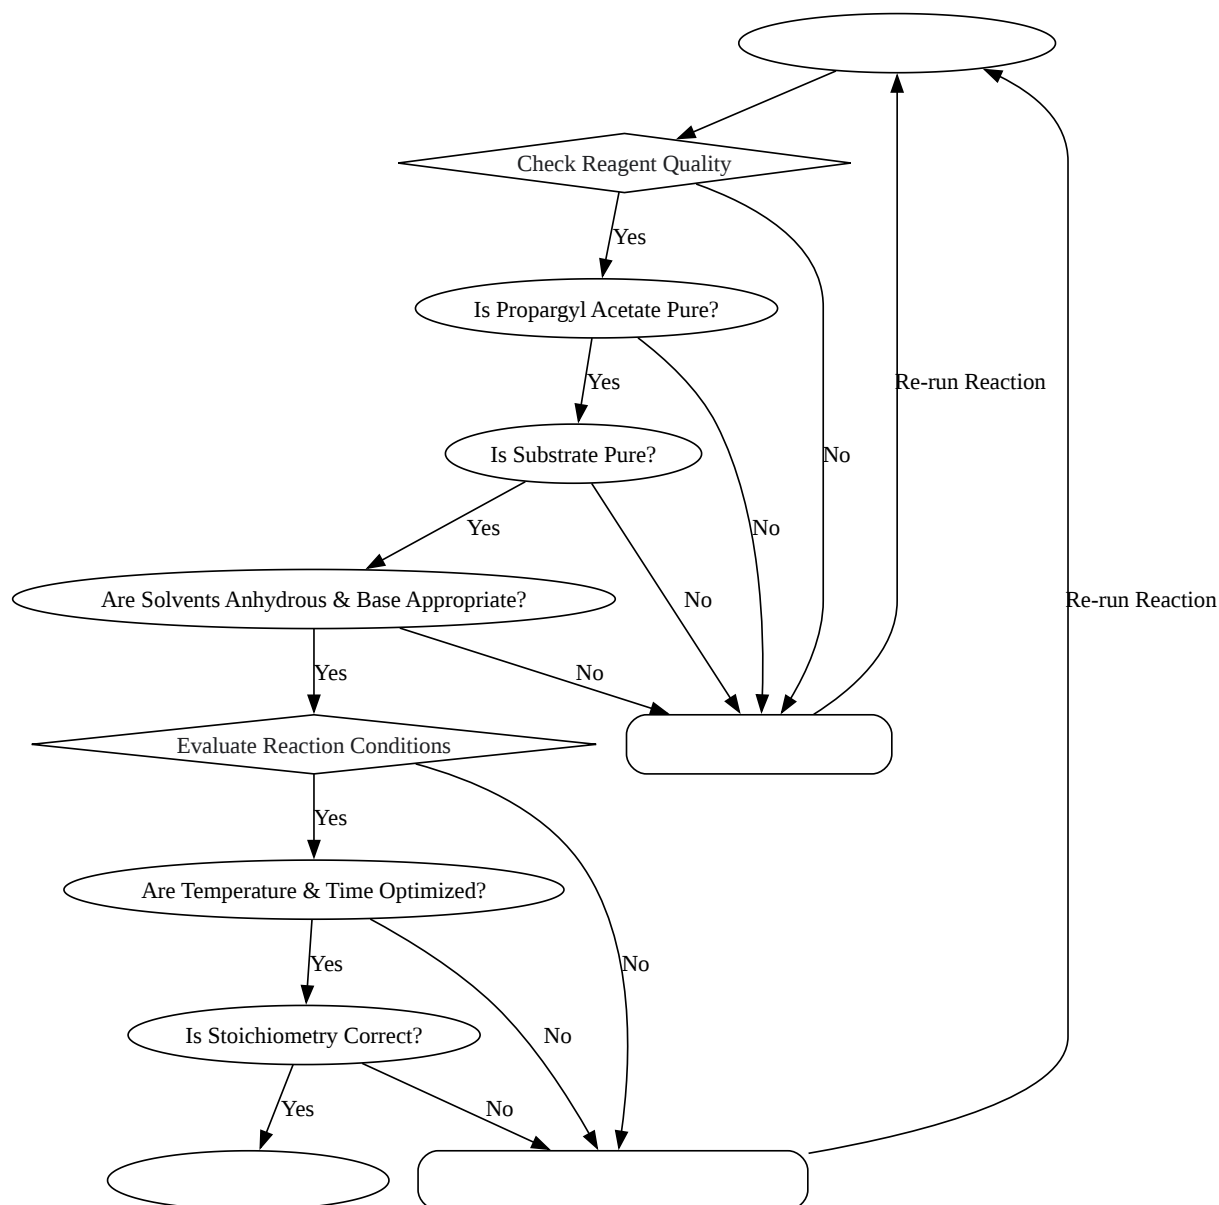 Check Reagent Quality
Yes
Is Propargyl Acetate Pure?
Yes
Re-run Reaction
Is Substrate Pure?
No
Yes
No
Are Solvents Anhydrous & Base Appropriate?
No
Re-run Reaction
Yes
No
Evaluate Reaction Conditions
Yes
Are Temperature & Time Optimized?
Yes
No
Is Stoichiometry Correct?
No
Yes
No